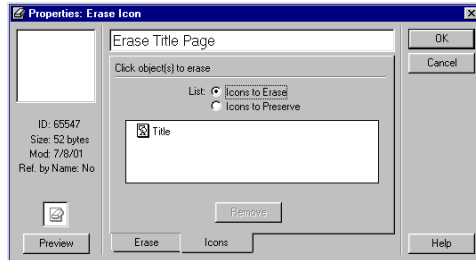 Properties: Erase Icon
Erase Title Page
OK
Cancel
Click object(s) to erase
List:
Icons to Erase
Icons to Preserve
Title
ID: 65547
Size: 52 bytes
Mod: 7/8/01
Ref. by Name: No
Remove
Preview
Erase
Icons
Help